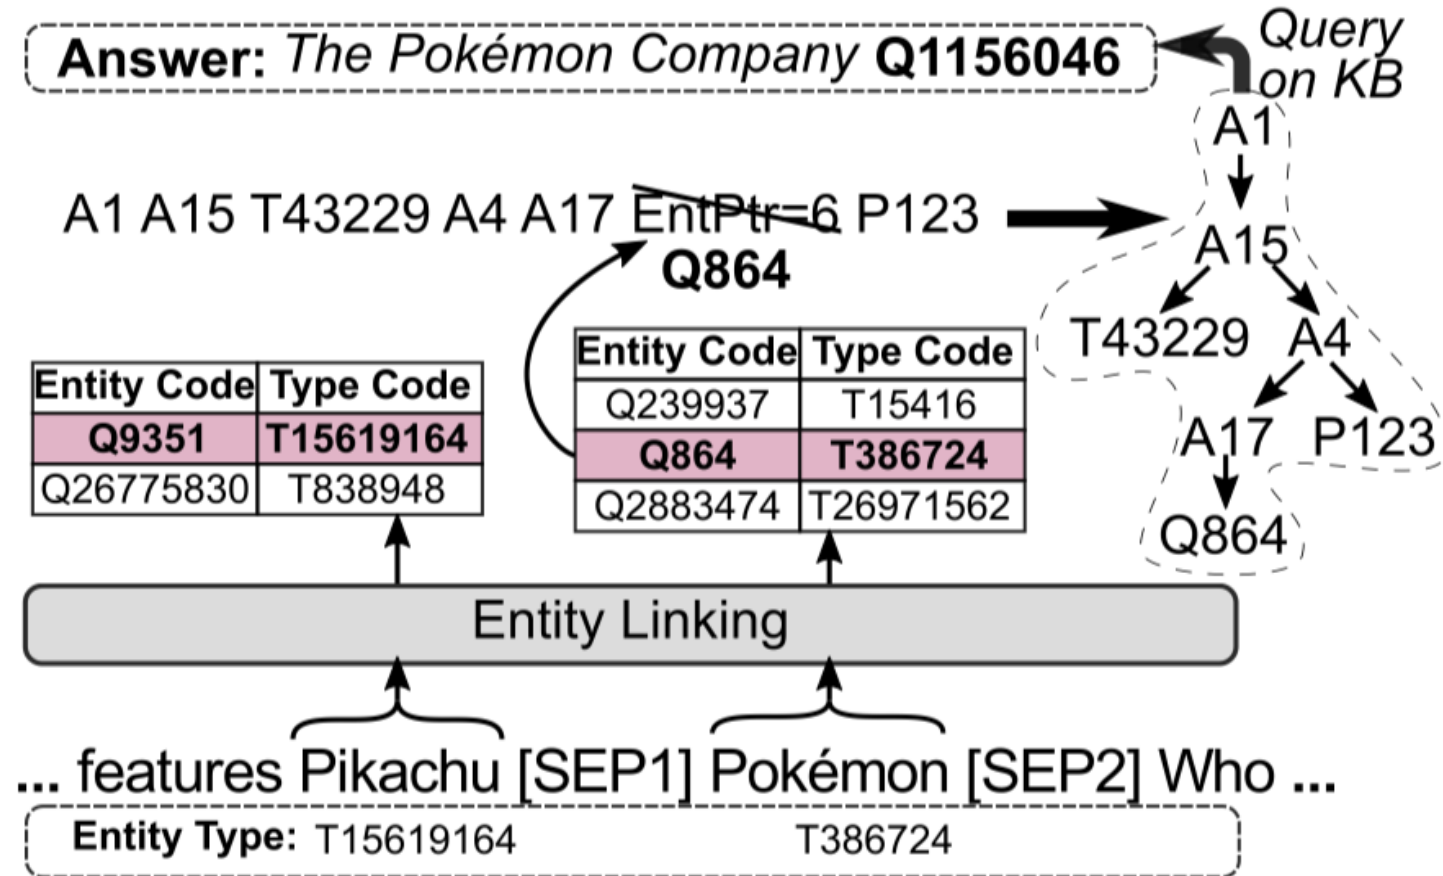 Answer: The Pokémon Company Q1156046
Query
on KB
A1 A15 T43229 A4 A17 EntPtr=6 P123
Q864
A1
A15
T43229 A4
A17 P123
Q864
Entity Code Type Code
Q9351 T15619164
Q26775830 T838948
Entity Code Type Code
Q239937 T15416
Q864 T386724
Q2883474 T26971562
Entity Linking
... features Pikachu [SEP1] Pokémon [SEP2] Who ...
Entity Type: T15619164 T386724